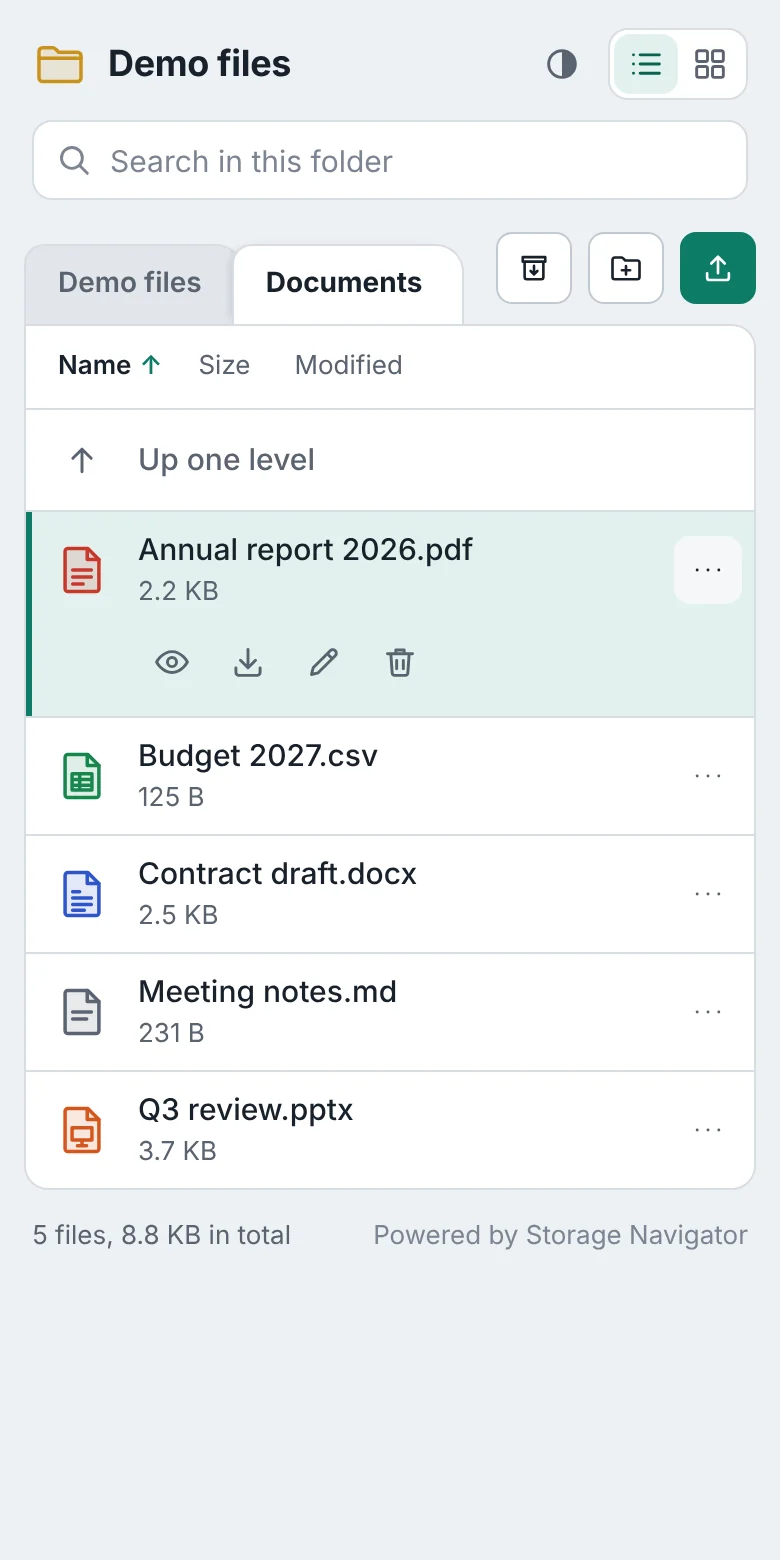 Demo files
Search in this folder
Demo files Documents
Name Size Modified
Up one level
Annual report 2026.pdf
2.2 KB
Budget 2027.csv
125 B
Contract draft.docx
2.5 KB
Meeting notes.md
231 B
Q3 review.pptx
3.7 KB
5 files, 8.8 KB in total Powered by Storage Navigator